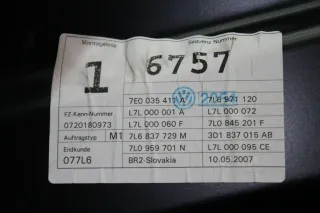 Montagelinie Sequenz Nummer
1 6757
7E0 035 411 A 7L6 971 120
FZ-Kann-Nummer L7L 000 001 A L7L 000 072
0720180973 L7L 000 060 F 7L0 845 201 F
Auftragstyp M1 7L6 837 729 M 3D1 837 015 AB
Endkunde 7L0 959 701 N L7L 000 095 CE
077L6 BR2-Slovakia 10.05.2007